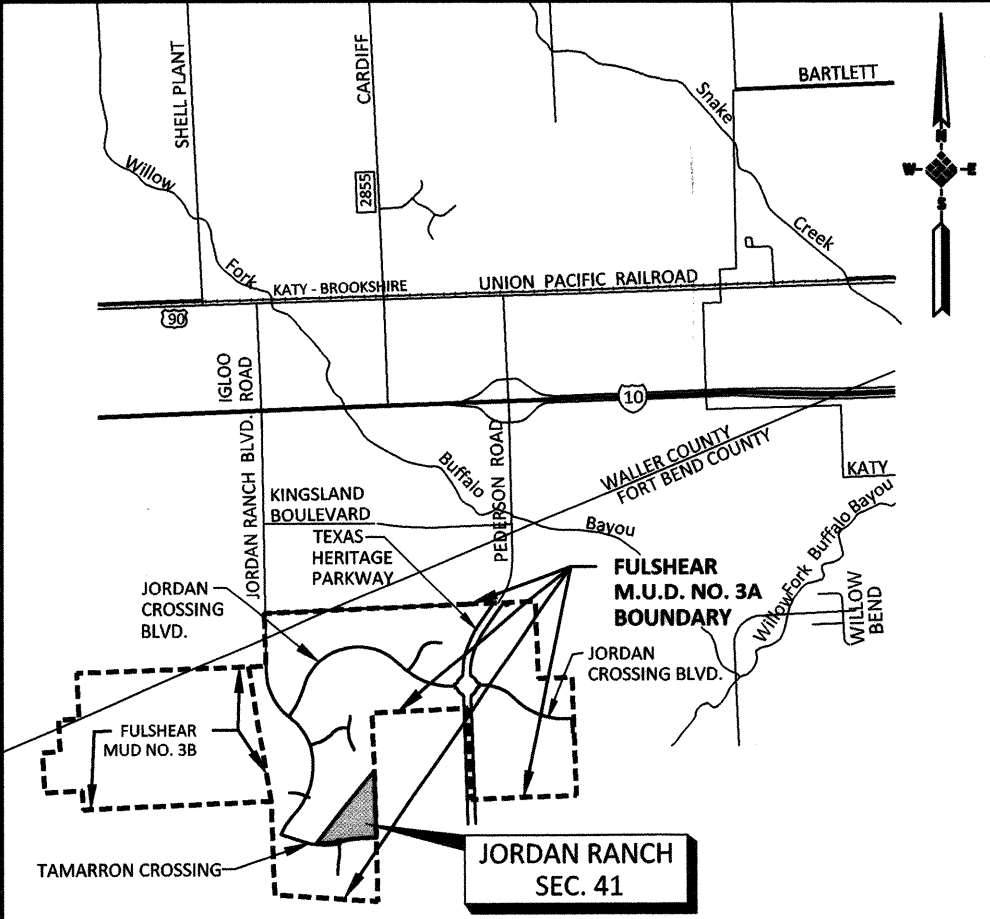 SHELL PLANT
CARDIFF
BARTLETT
Snake
Willow
2855
N
W
E
S
Creek
Fork
KATY - BROOKSHIRE
UNION PACIFIC RAILROAD
90
IGLOO
ROAD
10
JORDAN RANCH BLVD.
PEDERSON ROAD
WALLER COUNTY
FORT BEND COUNTY
Buffalo
KATY
KINGSLAND
BOULEVARD
Bayou
TEXAS
HERITAGE
PARKWAY
Willow Fork Buffalo Bayou
FULSHEAR
M.U.D. NO. 3A
BOUNDARY
JORDAN
CROSSING
BLVD.
WILLOW
BEND
JORDAN
CROSSING BLVD.
FULSHEAR
MUD NO. 3B
TAMARRON CROSSING
JORDAN RANCH
SEC. 41